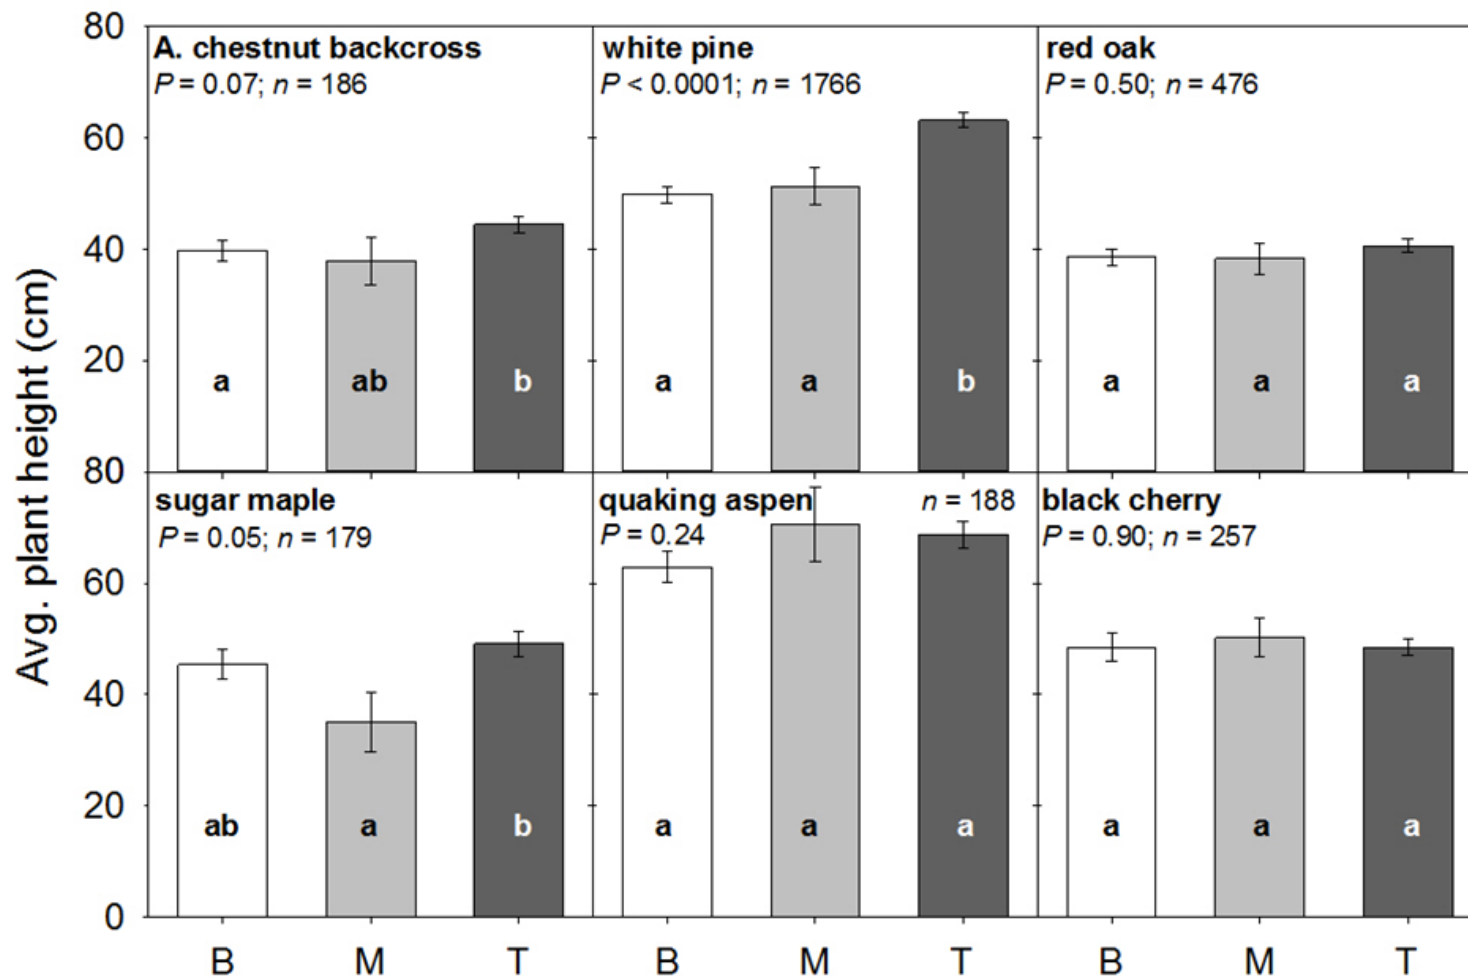 Avg. plant height (cm)
80
60
40
20
80
60
40
20
0
A. chestnut backcross
P = 0.07; n = 186
a
ab
b
white pine
P < 0.0001; n = 1766
a
a
b
red oak
P = 0.50; n = 476
a
a
a
sugar maple
P = 0.05; n = 179
ab
a
b
quaking aspen
n = 188
P = 0.24
a
a
a
black cherry
P = 0.90; n = 257
a
a
a
B M T B M T B M T